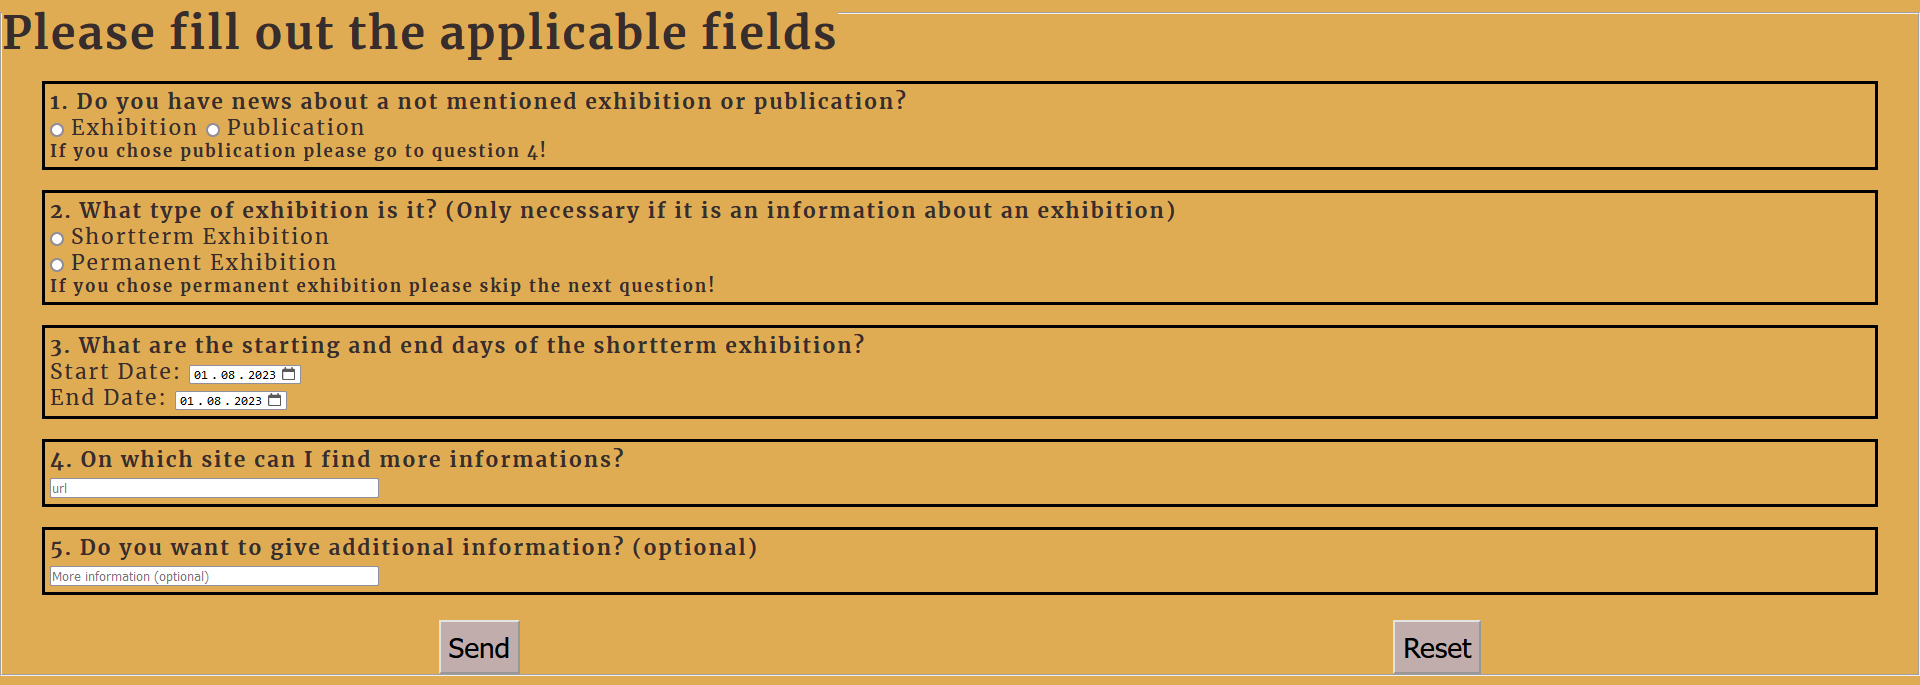 Please fill out the applicable fields
1. Do you have news about a not mentioned exhibition or publication?
Exhibition Publication
If you chose publication please go to question 4!
2. What type of exhibition is it? (Only necessary if it is an information about an exhibition)
Shortterm Exhibition
Permanent Exhibition
If you chose permanent exhibition please skip the next question!
3. What are the starting and end days of the shortterm exhibition?
Start Date: 01.08.2023
End Date: 01.08.2023
4. On which site can I find more informations?
url
5. Do you want to give additional information? (optional)
More information (optional)
Send Reset